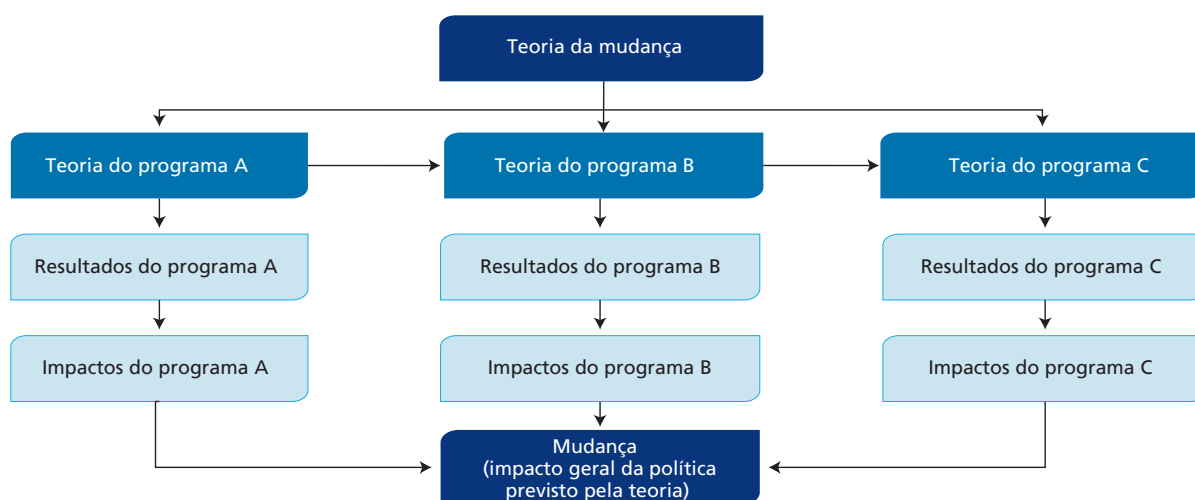 Teoria da mudança
Teoria do programa A
Teoria do programa B
Teoria do programa C
Resultados do programa A
Resultados do programa B
Resultados do programa C
Impactos do programa A
Impactos do programa B
Impactos do programa C
Mudança
(impacto geral da política
previsto pela teoria)